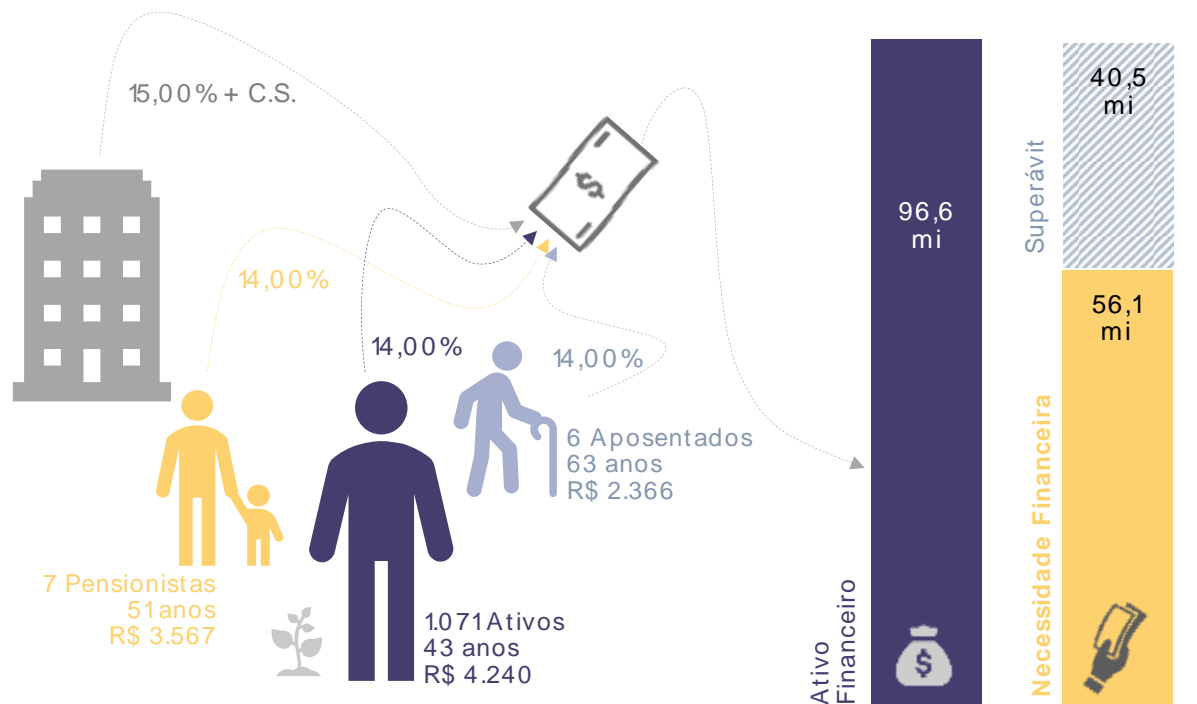 15,00% + C.S.
14,00%
14,00%
14,00%
6 Aposentados
63 anos
R$ 2.366
7 Pensionistas
51 anos
R$ 3.567
1.071 Ativos
43 anos
R$ 4.240
Ativo
Financeiro
96,6
mi
$
$
Superávit
40,5
mi
Necessidade Financeira
56,1
mi